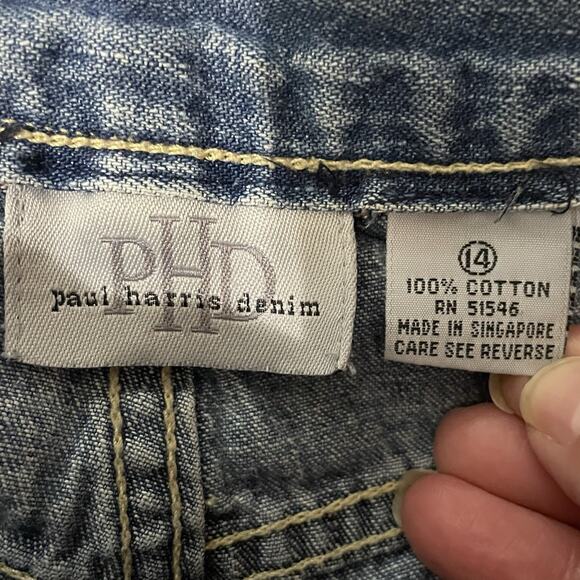 PHD
paul harris denim
14
100% COTTON
RN 51546
MADE IN SINGAPORE
CARE SEE REVERSE